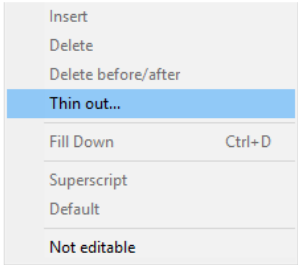 Insert
Delete
Delete before/after
Thin out...
Fill Down Ctrl+D
Superscript
Default
Not editable